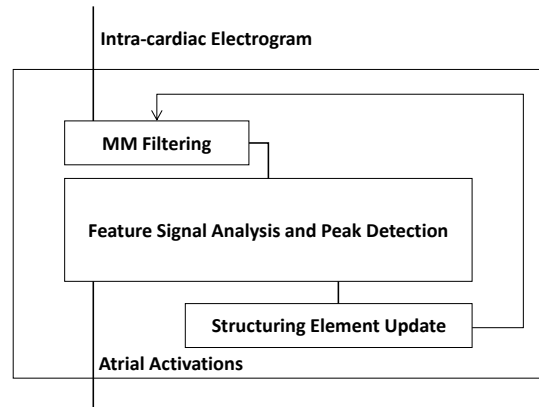 Intra-cardiac Electrogram
MM Filtering
Feature Signal Analysis and Peak Detection
Structuring Element Update
Atrial Activations